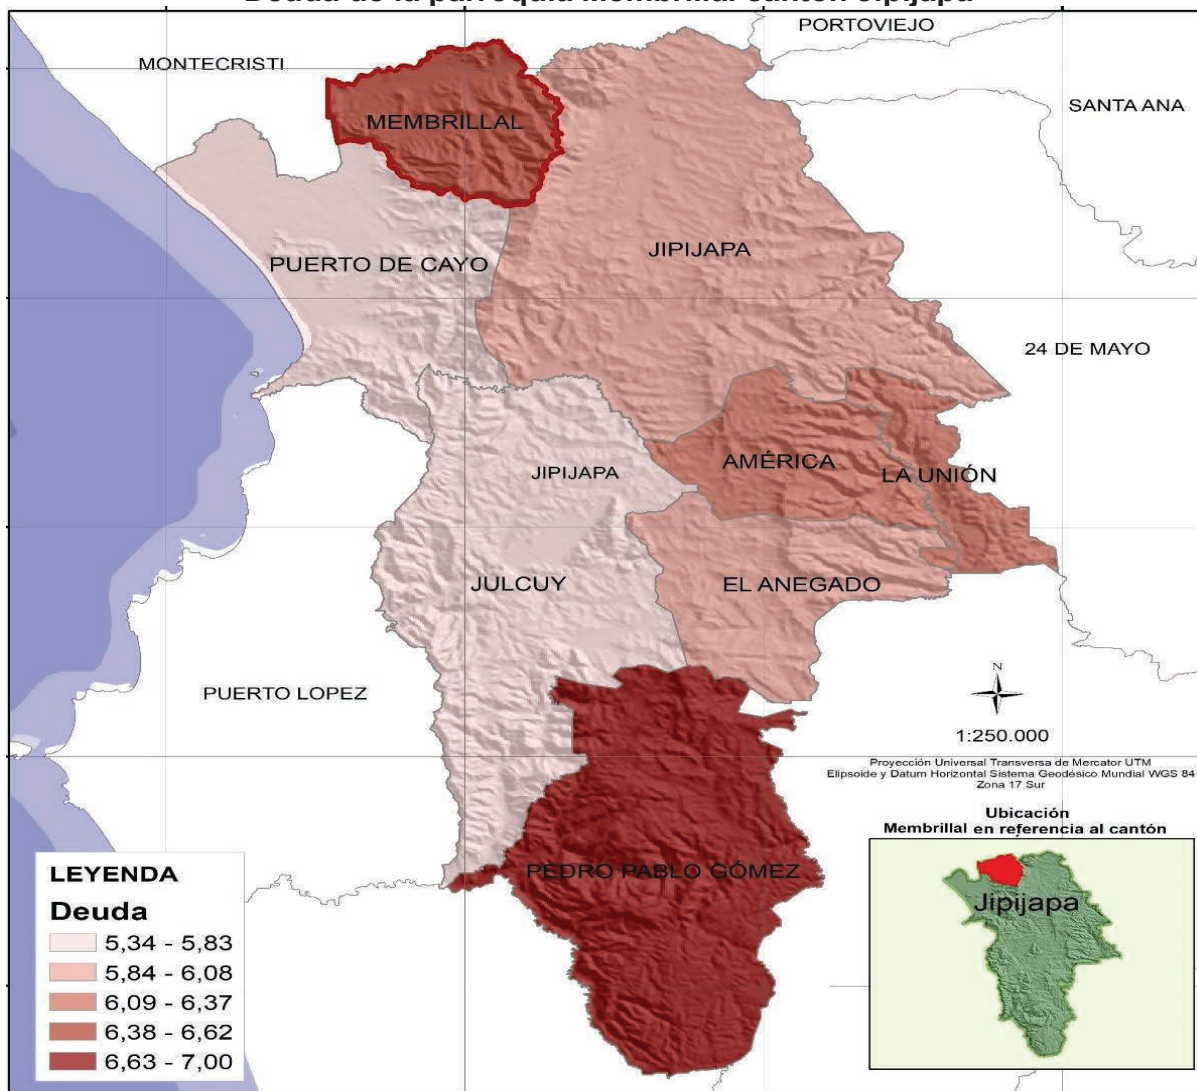 Deuda de la parroquia Membrillal cantón Jipijapa
PORTOVIEJO
MONTECRISTI
SANTA ANA
MEMBRILLAL
JIPIJAPA
PUERTO DE CAYO
24 DE MAYO
AMÉRICA
JIPIJAPA
LA UNIÓN
JULCUY
EL ANEGADO
PUERTO LOPEZ
N
1:250.000
Proyección Universal Transversa de Mercator UTM
Elipsoide y Datum Horizontal Sistema Geodésico Mundial WGS 84
Zona 17 Sur
Ubicación
Membrillal en referencia al cantón
PEDRO PABLO GÓMEZ
Jipijapa
LEYENDA
Deuda
5,34 - 5,83
5,84 - 6,08
6,09 - 6,37
6,38 - 6,62
6,63 - 7,00